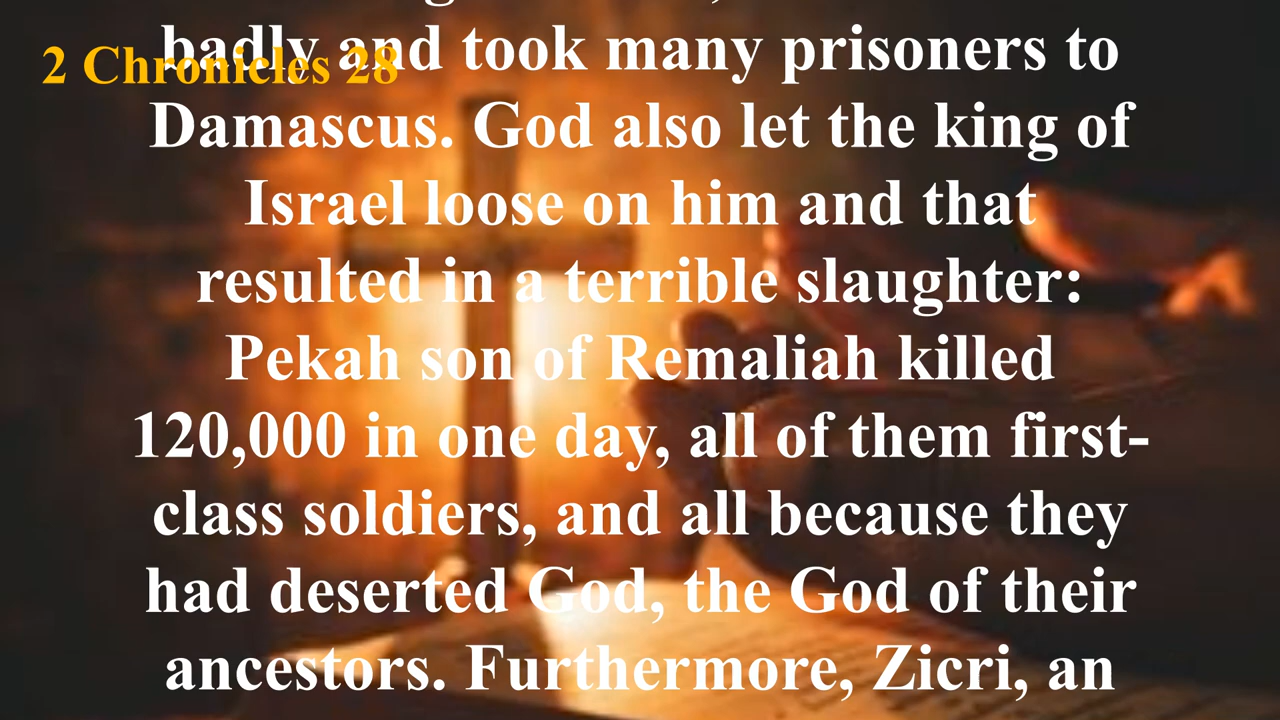 2 Chronicles 28
badly and took many prisoners to
Damascus. God also let the king of
Israel loose on him and that
resulted in a terrible slaughter:
Pekah son of Remaliah killed
120,000 in one day, all of them first-
class soldiers, and all because they
had deserted God, the God of their
ancestors. Furthermore, Zicri, an